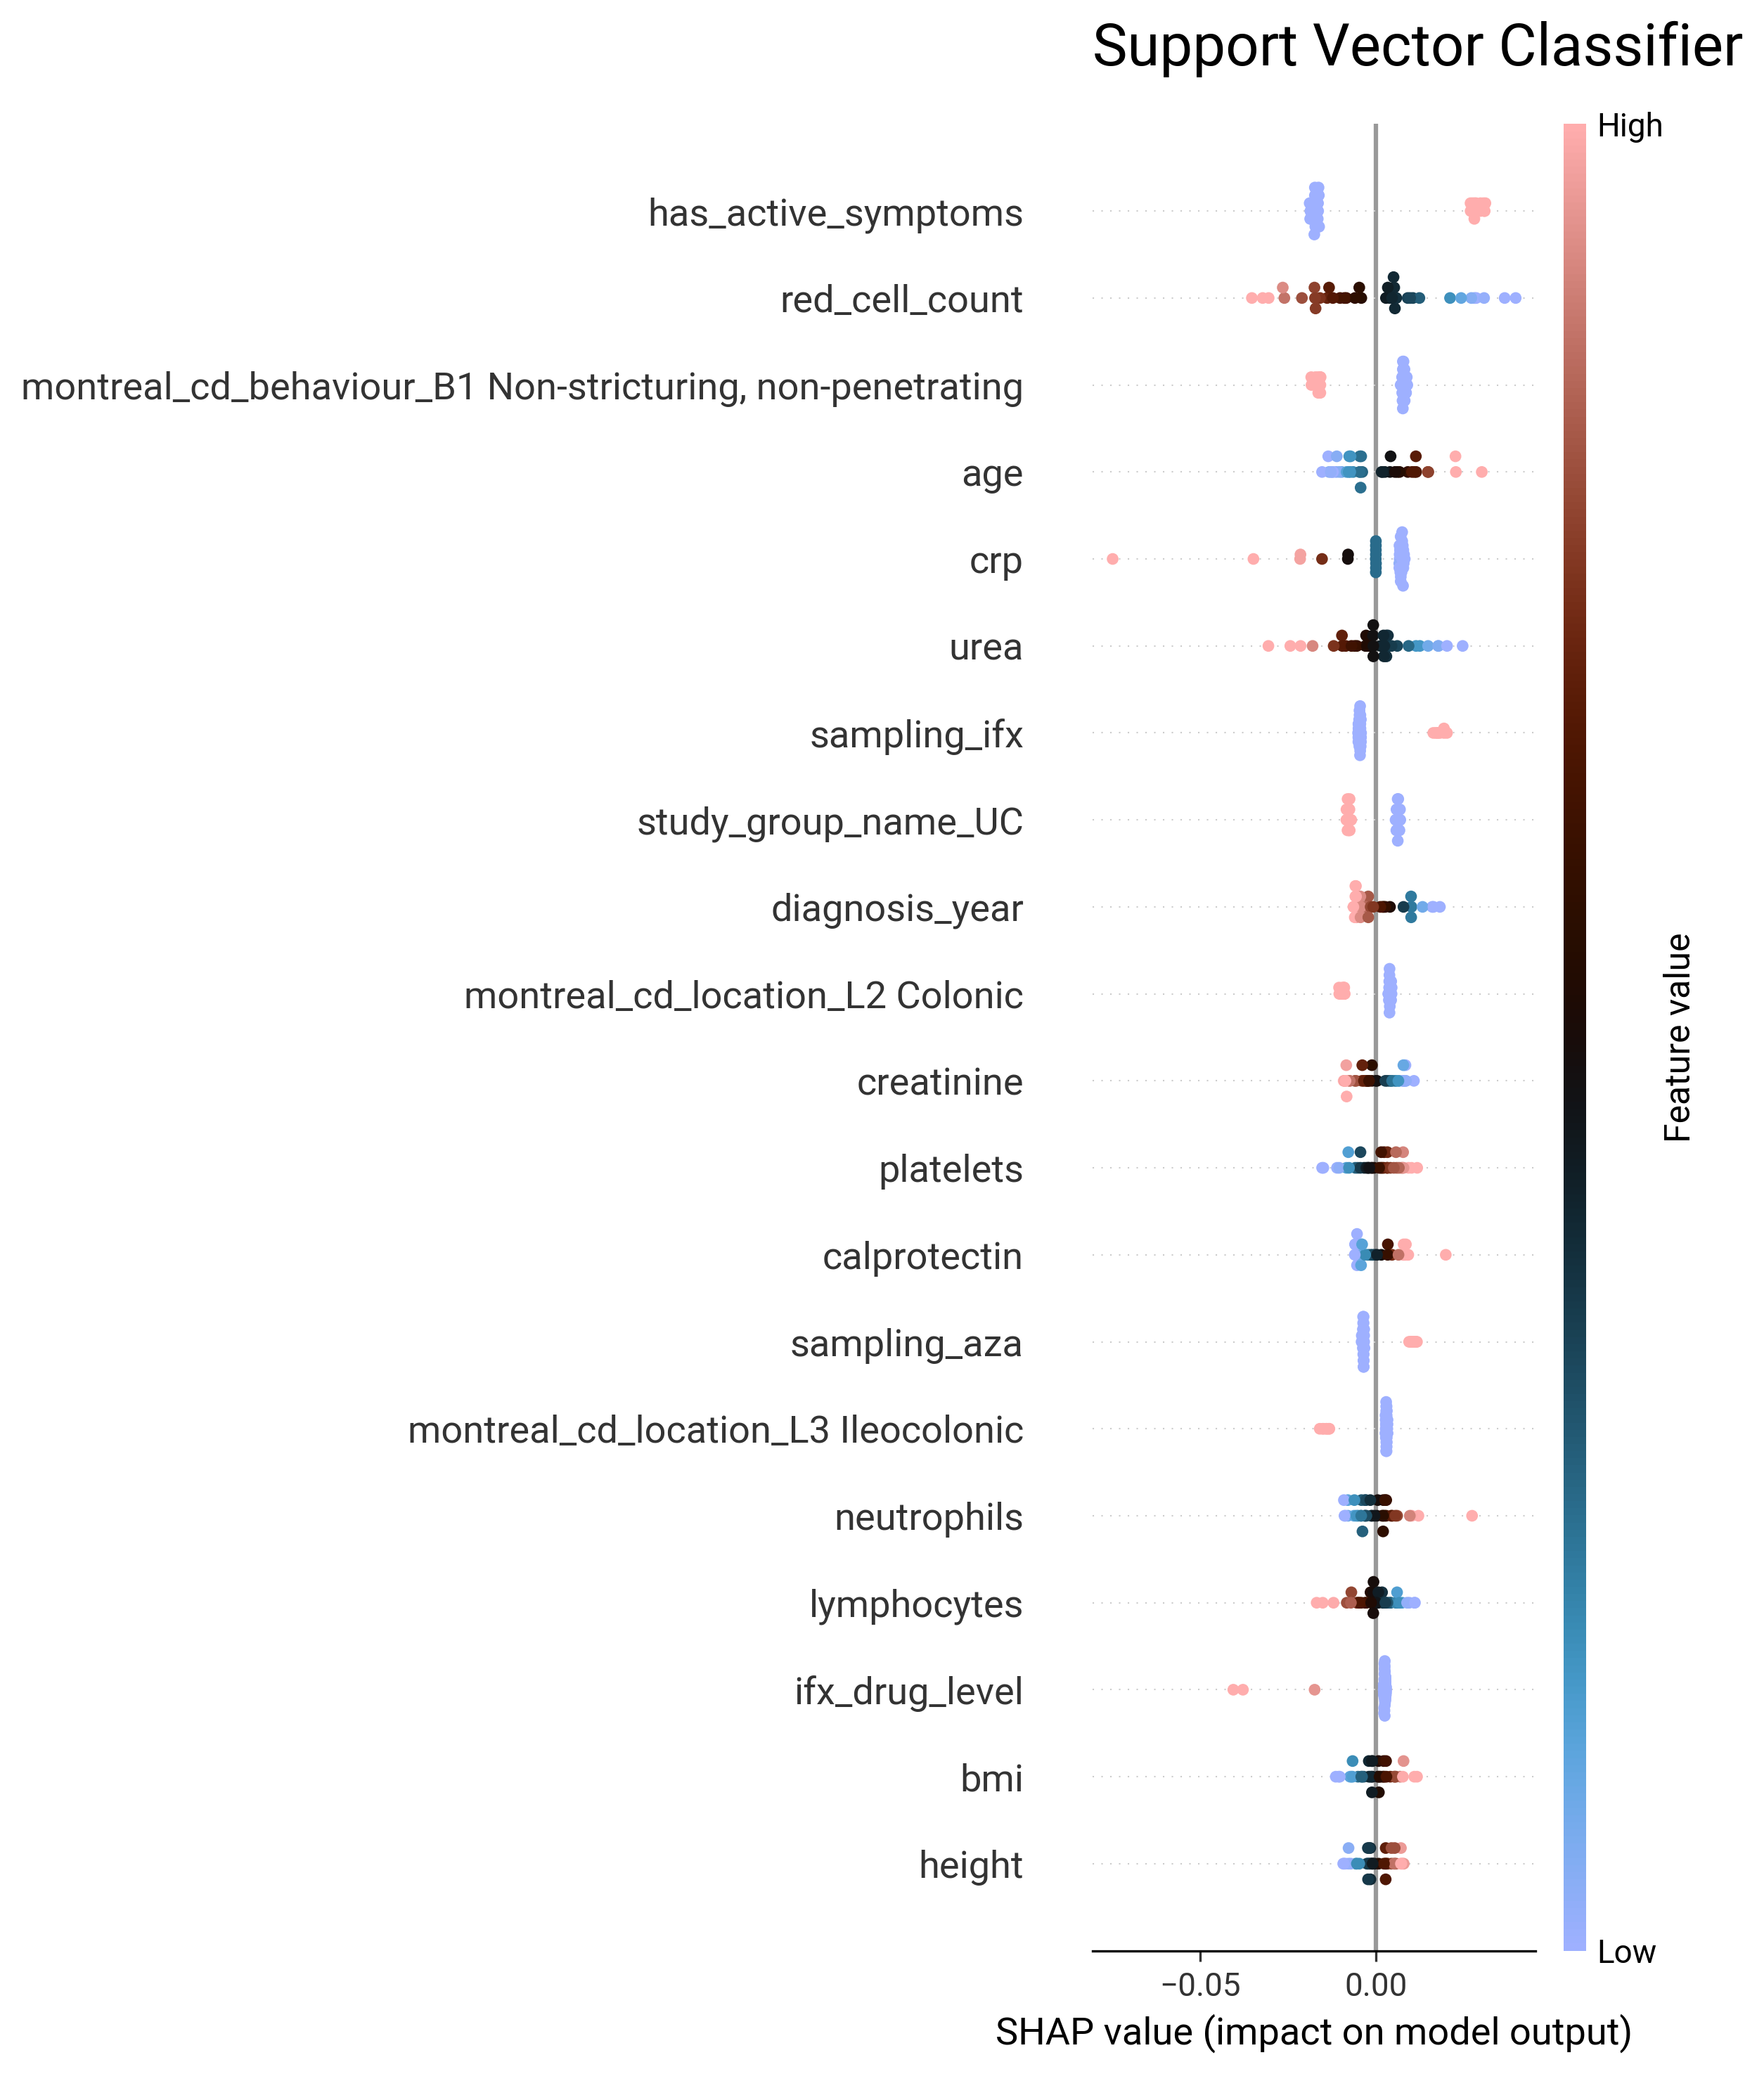 Support Vector Classifier
High
has_active_symptoms
red_cell_count
montreal_cd_behaviour_B1 Non-stricturing, non-penetrating
age
crp
urea
sampling_ifx
study_group_name_UC
diagnosis_year
montreal_cd_location_L2 Colonic
creatinine
platelets
calprotectin
sampling_aza
montreal_cd_location_L3 Ileocolonic
neutrophils
lymphocytes
ifx_drug_level
bmi
height
Feature value
Low
−0.05 0.00
SHAP value (impact on model output)